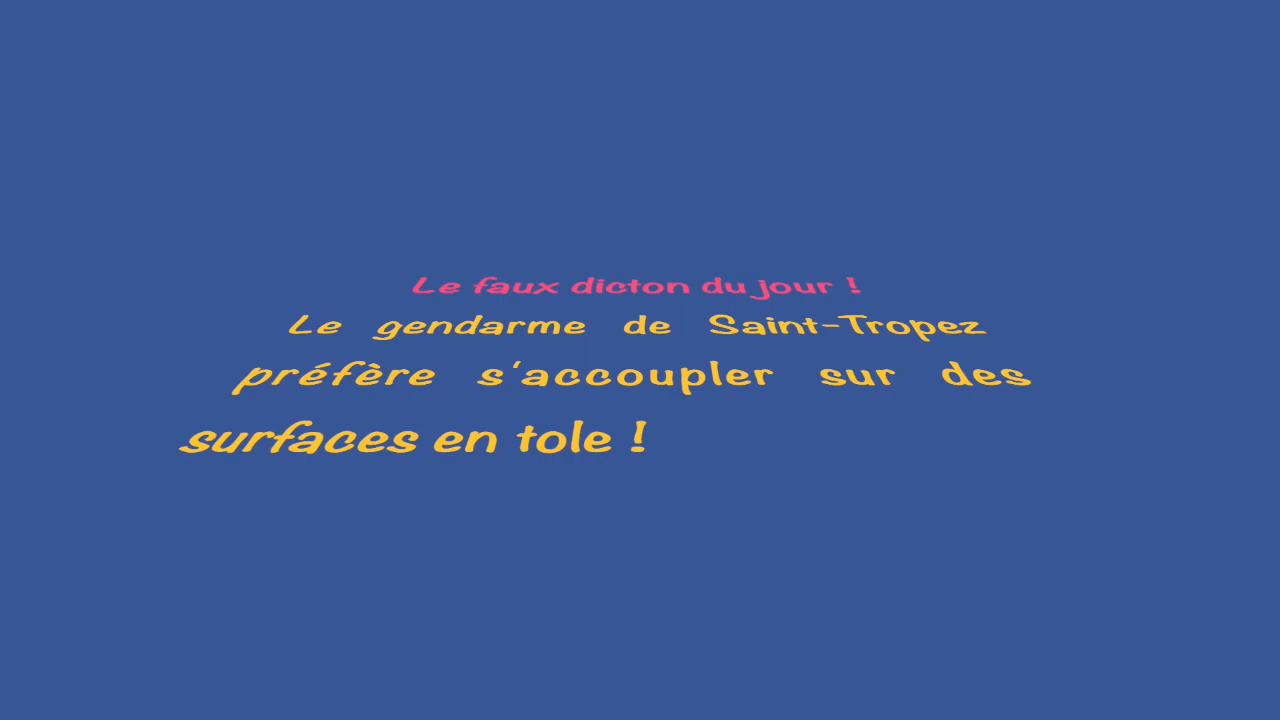 Le faux dicton du jour !
Le gendarme de Saint-Tropez
préfère s'accoupler sur des
surfaces en tole !